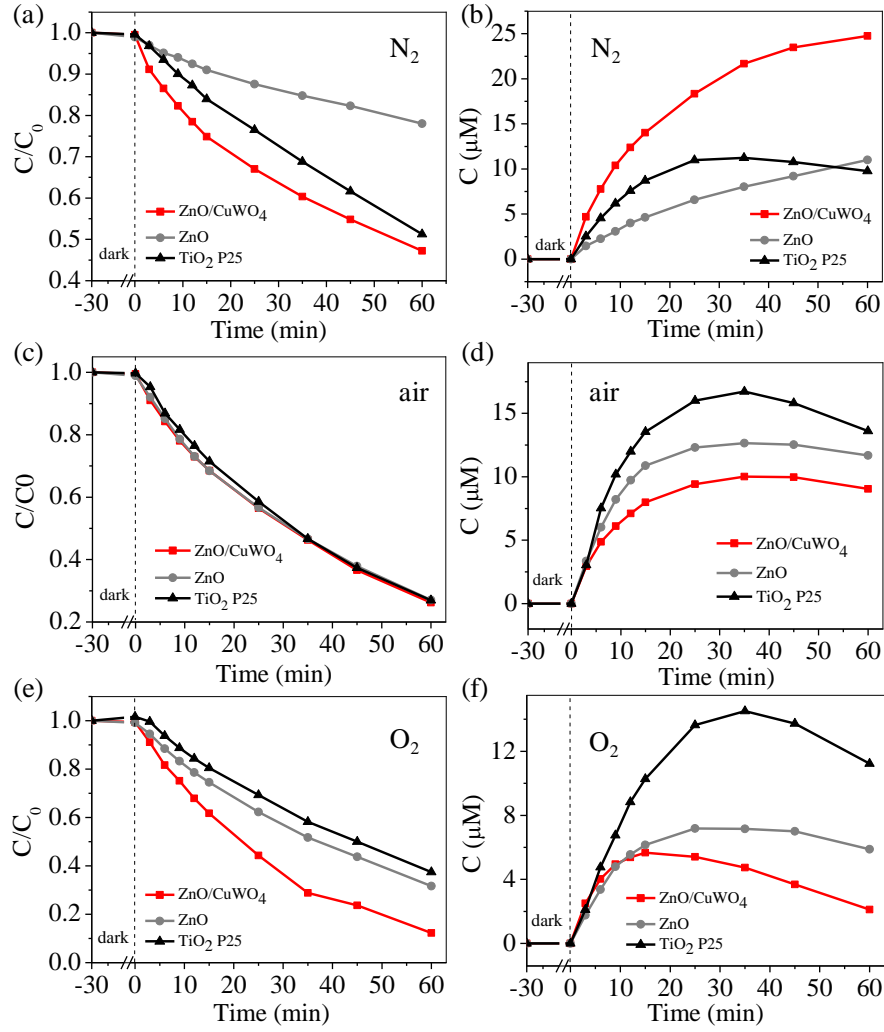 (a)
N2
C/C0
1.0
0.9
0.8
0.7
0.6
0.5
0.4
dark
ZnO/CuWO4
ZnO
TiO2 P25
-30 0 10 20 30 40 50 60
Time (min)
(b)
N2
C (μM)
25
20
15
10
5
0
dark
ZnO/CuWO4
ZnO
TiO2 P25
-30 0 10 20 30 40 50 60
Time (min)
(c)
air
C/C0
1.0
0.8
0.6
0.4
0.2
dark
ZnO/CuWO4
ZnO
TiO2 P25
-30 0 10 20 30 40 50 60
Time (min)
(d)
air
C (μM)
15
10
5
0
dark
ZnO/CuWO4
ZnO
TiO2 P25
-30 0 10 20 30 40 50 60
Time (min)
(e)
O2
C/C0
1.0
0.8
0.6
0.4
0.2
0.0
dark
ZnO/CuWO4
ZnO
TiO2 P25
-30 0 10 20 30 40 50 60
Time (min)
(f)
O2
C (μM)
12
8
4
0
dark
ZnO/CuWO4
ZnO
TiO2 P25
-30 0 10 20 30 40 50 60
Time (min)